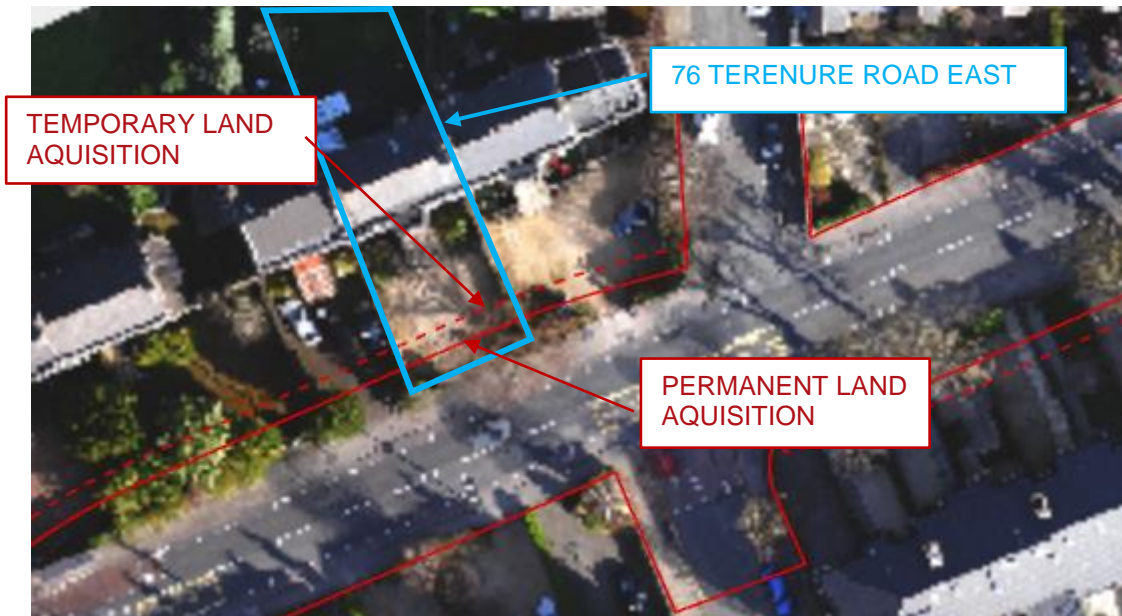 76 TERENURE ROAD EAST
TEMPORARY LAND
AQUISITION
PERMANENT LAND
AQUISITION